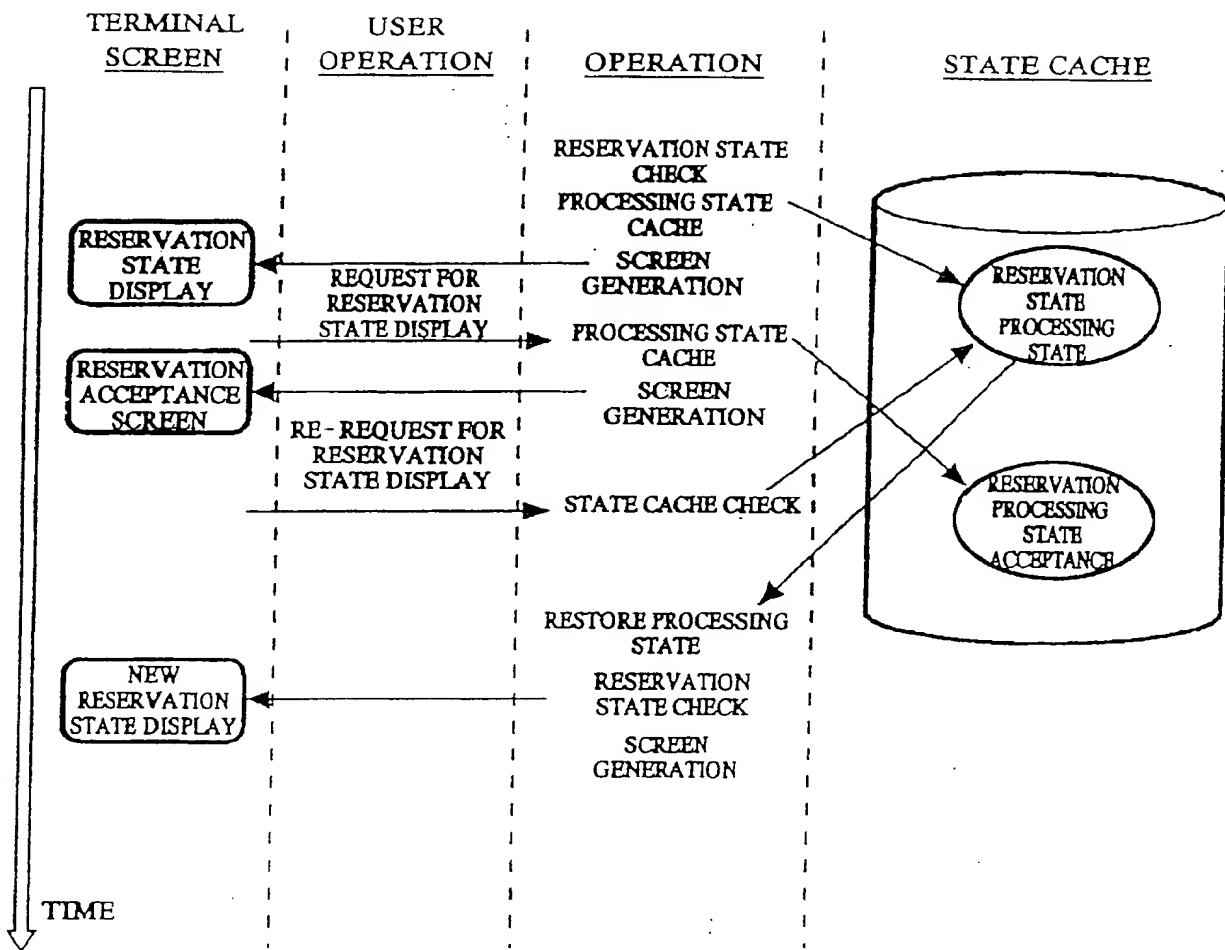 TERMINAL
SCREEN
USER
OPERATION
OPERATION
STATE CACHE
RESERVATION STATE
CHECK
PROCESSING STATE
CACHE
SCREEN
GENERATION
RESERVATION
STATE
DISPLAY
REQUEST FOR
RESERVATION
STATE DISPLAY
RESERVATION
STATE
PROCESSING
STATE
PROCESSING STATE
CACHE
SCREEN
GENERATION
RESERVATION
ACCEPTANCE
SCREEN
RE-REQUEST FOR
RESERVATION
STATE DISPLAY
STATE CACHE CHECK
RESERVATION
PROCESSING
STATE
ACCEPTANCE
RESTORE PROCESSING
STATE
RESERVATION
STATE CHECK
SCREEN
GENERATION
NEW
RESERVATION
STATE DISPLAY
TIME